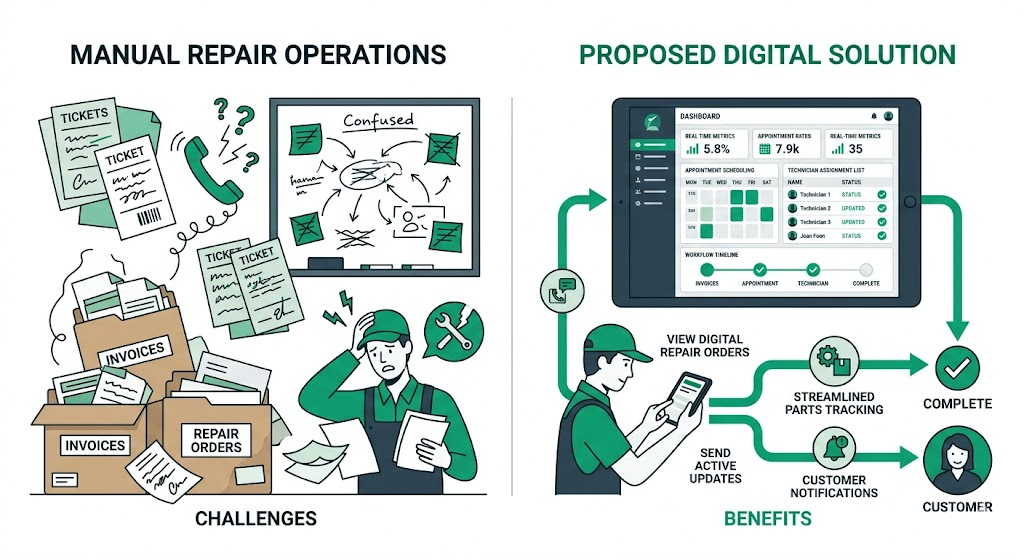 MANUAL REPAIR OPERATIONS
TICKETS
TICKET
???
Confused
TICKET
TICKET
INVOICES
INVOICES
REPAIR
ORDERS
CHALLENGES
PROPOSED DIGITAL SOLUTION
DASHBOARD
REAL TIME METRICS
5.8%
APPOINTMENT RATES
7.9k
REAL-TIME METRICS
35
APPOINTMENT SCHEDULING
MON TUE WED THU FRI SAT
TECHNICIAN ASSIGNMENT LIST
NAME STATUS
Technician 1 STATUS
Technician 2 UPDATED
Technician 3 UPDATED
Joan Foon STATUS
WORKFLOW TIMELINE
INVOICES APPOINTMENT TECHNICIAN COMPLETE
VIEW DIGITAL
REPAIR ORDERS
STREAMLINED
PARTS TRACKING
COMPLETE
SEND
ACTIVE
UPDATES
CUSTOMER
NOTIFICATIONS
CUSTOMER
BENEFITS